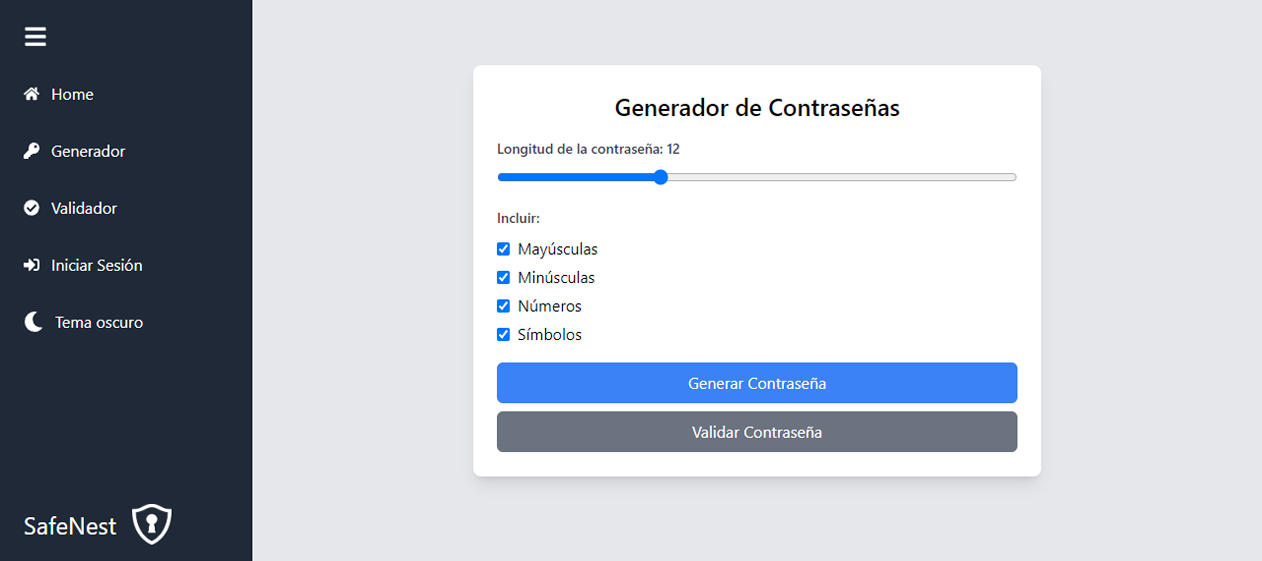 Home
Generador
Validador
Iniciar Sesión
Tema oscuro
SafeNest
Generador de Contraseñas
Longitud de la contraseña: 12
Incluir:
Mayúsculas
Minúsculas
Números
Símbolos
Generar Contraseña
Validar Contraseña